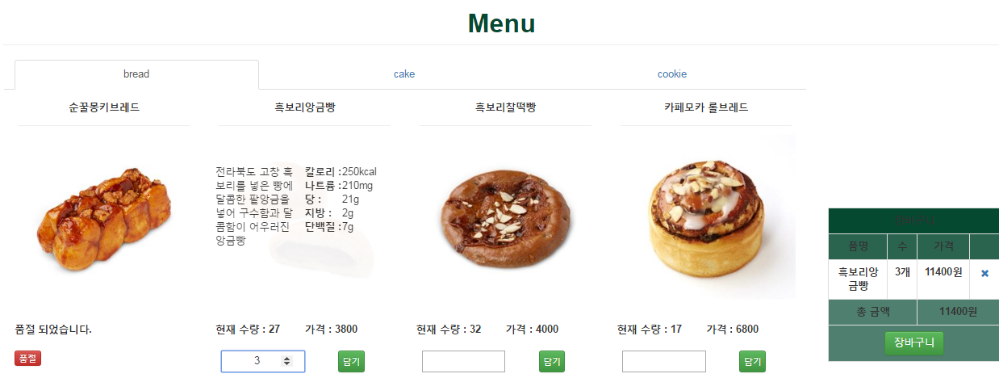 Menu
bread cake cookie
순꿀몽키브레드 흑보리앙금빵 흑보리찰떡빵 카페모카 롤브레드
전라북도 고창 흑 칼로리 :250kcal
보리를 넣은 빵에 나트륨 :210mg
달콤한 팥앙금을 당 : 21g
넣어 구수함과 달 지방 : 2g
콤함이 어우러진 단백질 :7g
앙금빵
장바구니
품명 수 가격
흑보리앙 3개 11400원 ✖
금빵
총 금액 11400원
장바구니
품절 되었습니다. 현재 수량 : 27 가격 : 3800 현재 수량 : 32 가격 : 4000 현재 수량 : 17 가격 : 6800
품절 3 담기 담기 담기